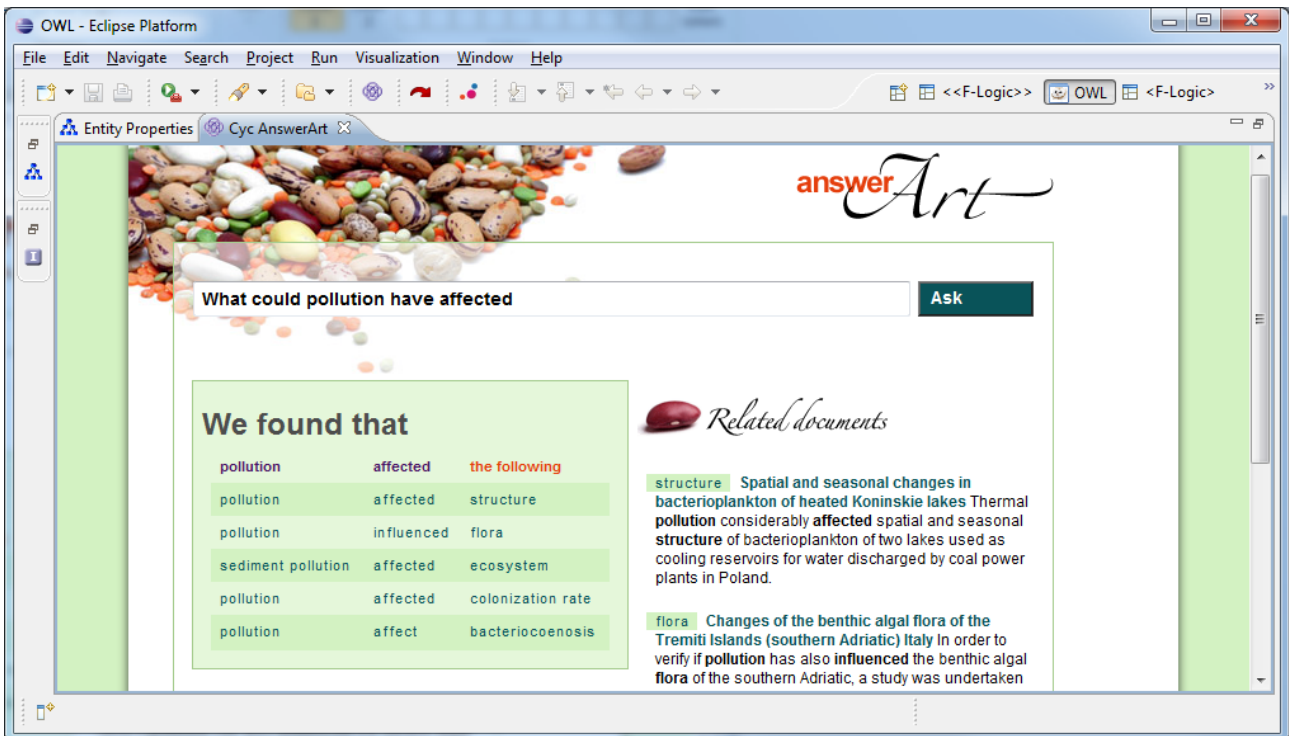 OWL - Eclipse Platform
File Edit Navigate Search Project Run Visualization Window Help
<<F-Logic>> OWL <F-Logic> »
Entity Properties Cyc AnswerArt
answerArt
What could pollution have affected Ask
We found that
pollution affected the following
pollution affected structure
pollution influenced flora
sediment pollution affected ecosystem
pollution affected colonization rate
pollution affect bacteriocoenosis
Related documents
structure Spatial and seasonal changes in
bacterioplankton of heated Koninskie lakes Thermal
pollution considerably affected spatial and seasonal
structure of bacterioplankton of two lakes used as
cooling reservoirs for water discharged by coal power
plants in Poland.
flora Changes of the benthic algal flora of the
Tremiti Islands (southern Adriatic) Italy In order to
verify if pollution has also influenced the benthic algal
flora of the southern Adriatic, a study was undertaken